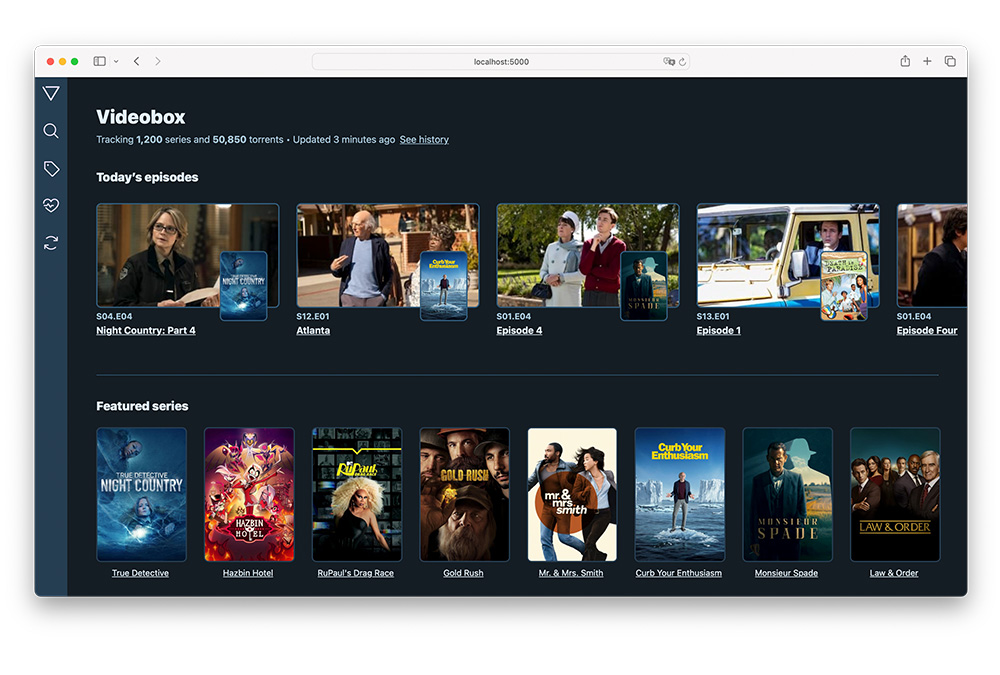 localhost:5000
Videobox
Tracking 1,200 series and 50,850 torrents • Updated 3 minutes ago See history
Today’s episodes
TRUE DETECTIVE
NIGHT COUNTRY
Curb Your
Enthusiasm
MONSIEUR
SPADE
DEATH IN
PARADISE
S04.E04
Night Country: Part 4
S12.E01
Atlanta
S01.E04
Episode 4
S13.E01
Episode 1
S01.E04
Episode Four
Featured series
TRUE DETECTIVE
NIGHT COUNTRY
HAZBIN
HOTEL
RuPaul's
DRAG RACE
GOLD RUSH
mr. &
mrs.
smith
Curb Your
Enthusiasm
MONSIEUR
SPADE
LAW & ORDER
True Detective
Hazbin Hotel
RuPaul's Drag Race
Gold Rush
Mr. & Mrs. Smith
Curb Your Enthusiasm
Monsieur Spade
Law & Order